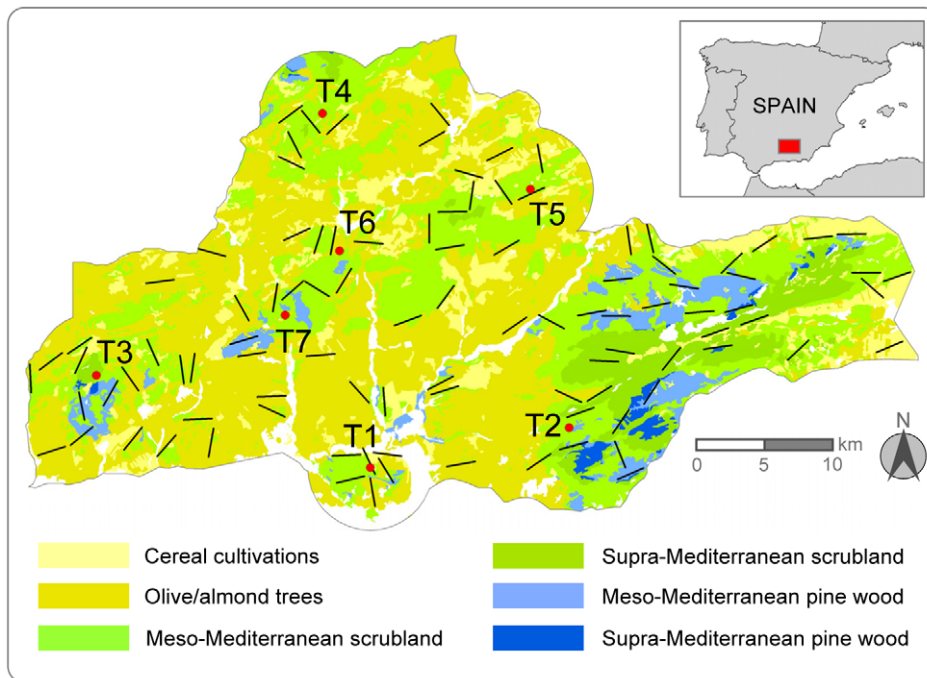 SPAIN
T4
T5
T6
T7
T3
T2
T1
N
km
0 5 10
Cereal cultivations
Olive/almond trees
Meso-Mediterranean scrubland
Supra-Mediterranean scrubland
Meso-Mediterranean pine wood
Supra-Mediterranean pine wood